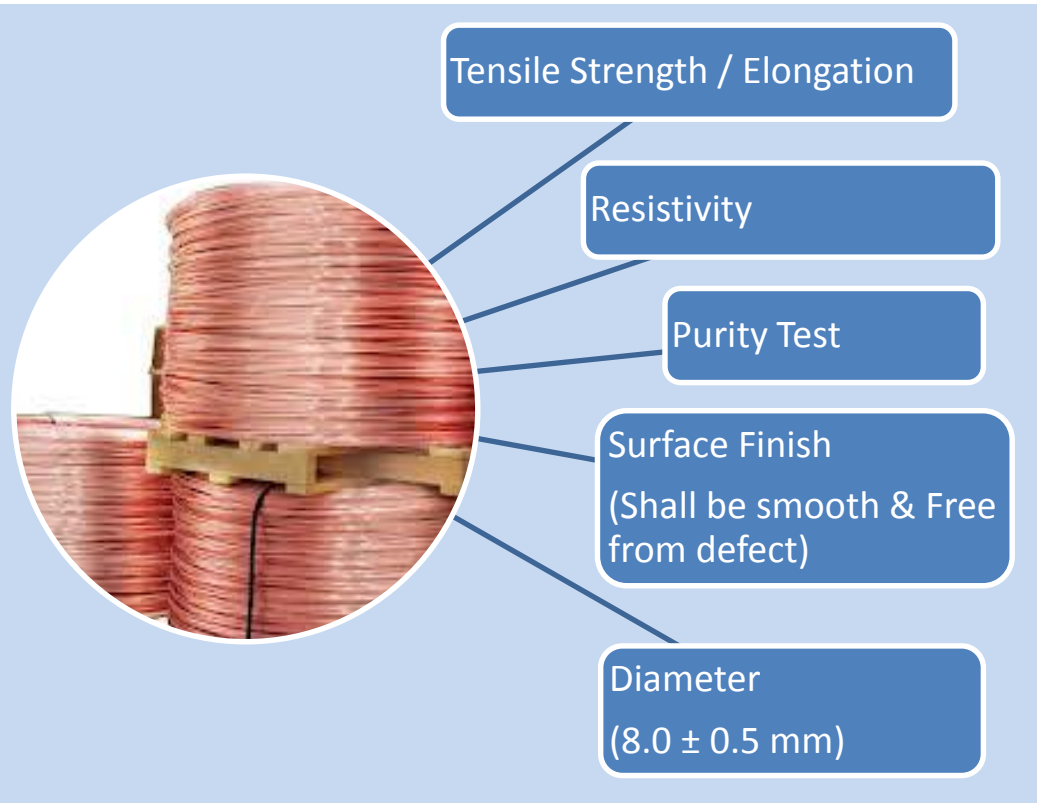 Tensile Strength / Elongation
Resistivity
Purity Test
Surface Finish
(Shall be smooth & Free
from defect)
Diameter
(8.0 ± 0.5 mm)